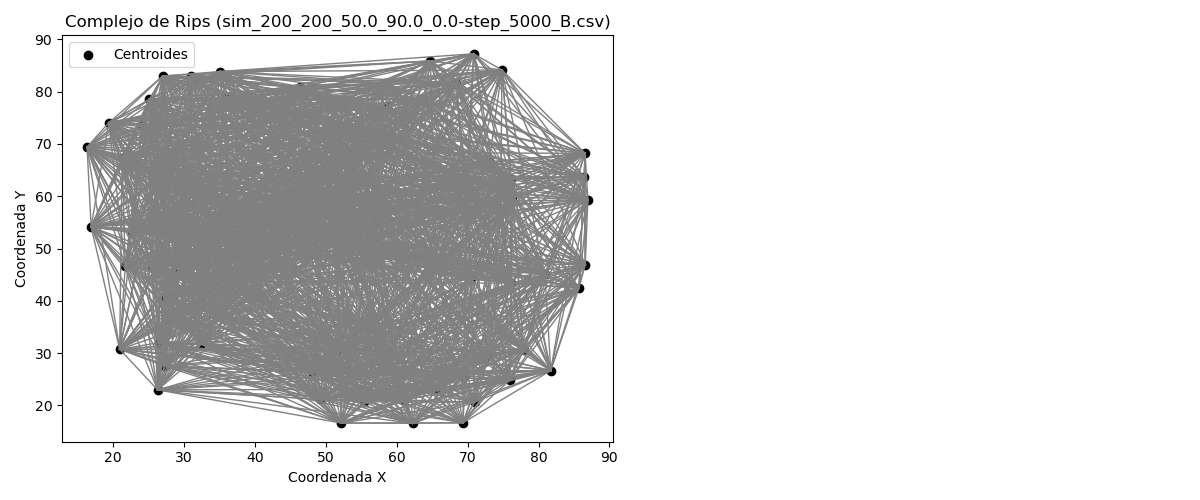 Complejo de Rips (sim_200_200_50.0_90.0_0.0-step_5000_B.csv)
Centroides
90
80
70
60
50
40
30
20
Coordenada Y
20 30 40 50 60 70 80 90
Coordenada X